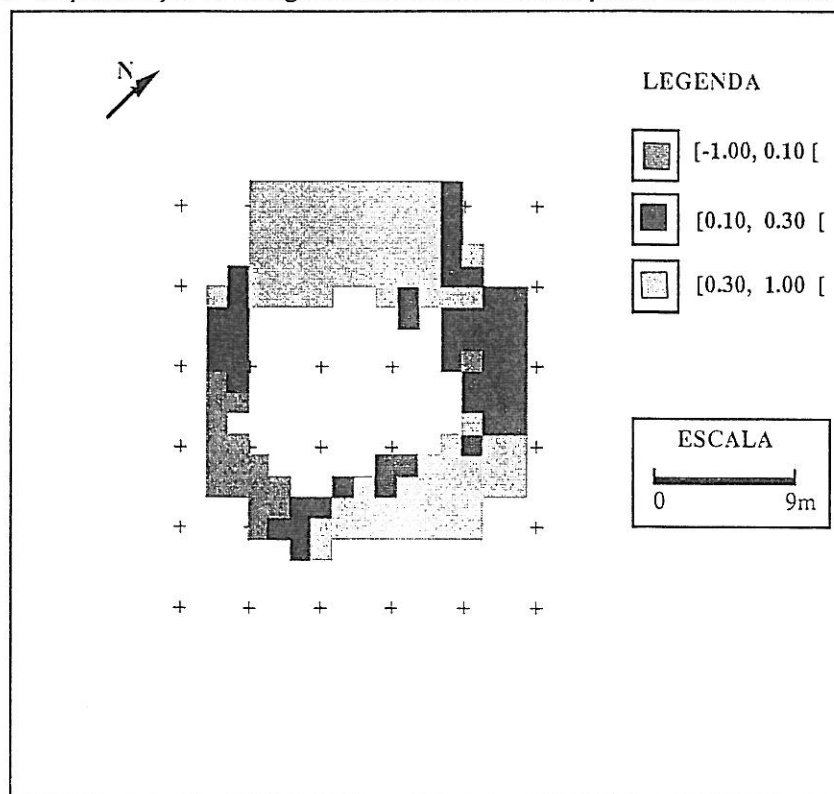 N
LEGENDA
[-1.00, 0.10 [
[0.10, 0.30 [
[0.30, 1.00 [
ESCALA
0 9m